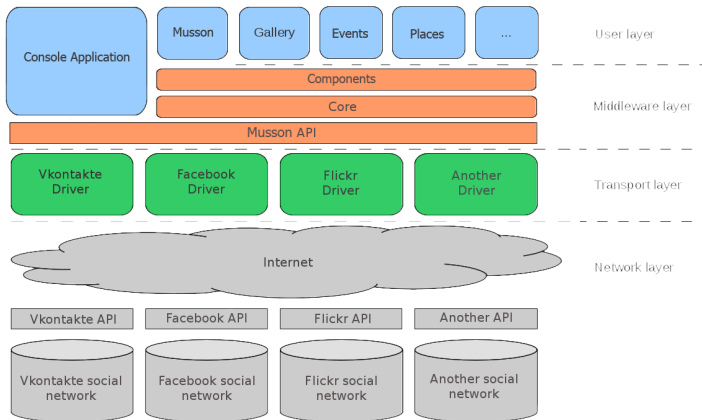 Console Application
Musson
Gallery
Events
Places
...
User layer
Components
Core
Middleware layer
Musson API
Vkontakte
Driver
Facebook
Driver
Flickr
Driver
Another
Driver
Transport layer
Internet
Network layer
Vkontakte API
Facebook API
Flickr API
Another API
Vkontakte social
network
Facebook social
network
Flickr social
network
Another social
network